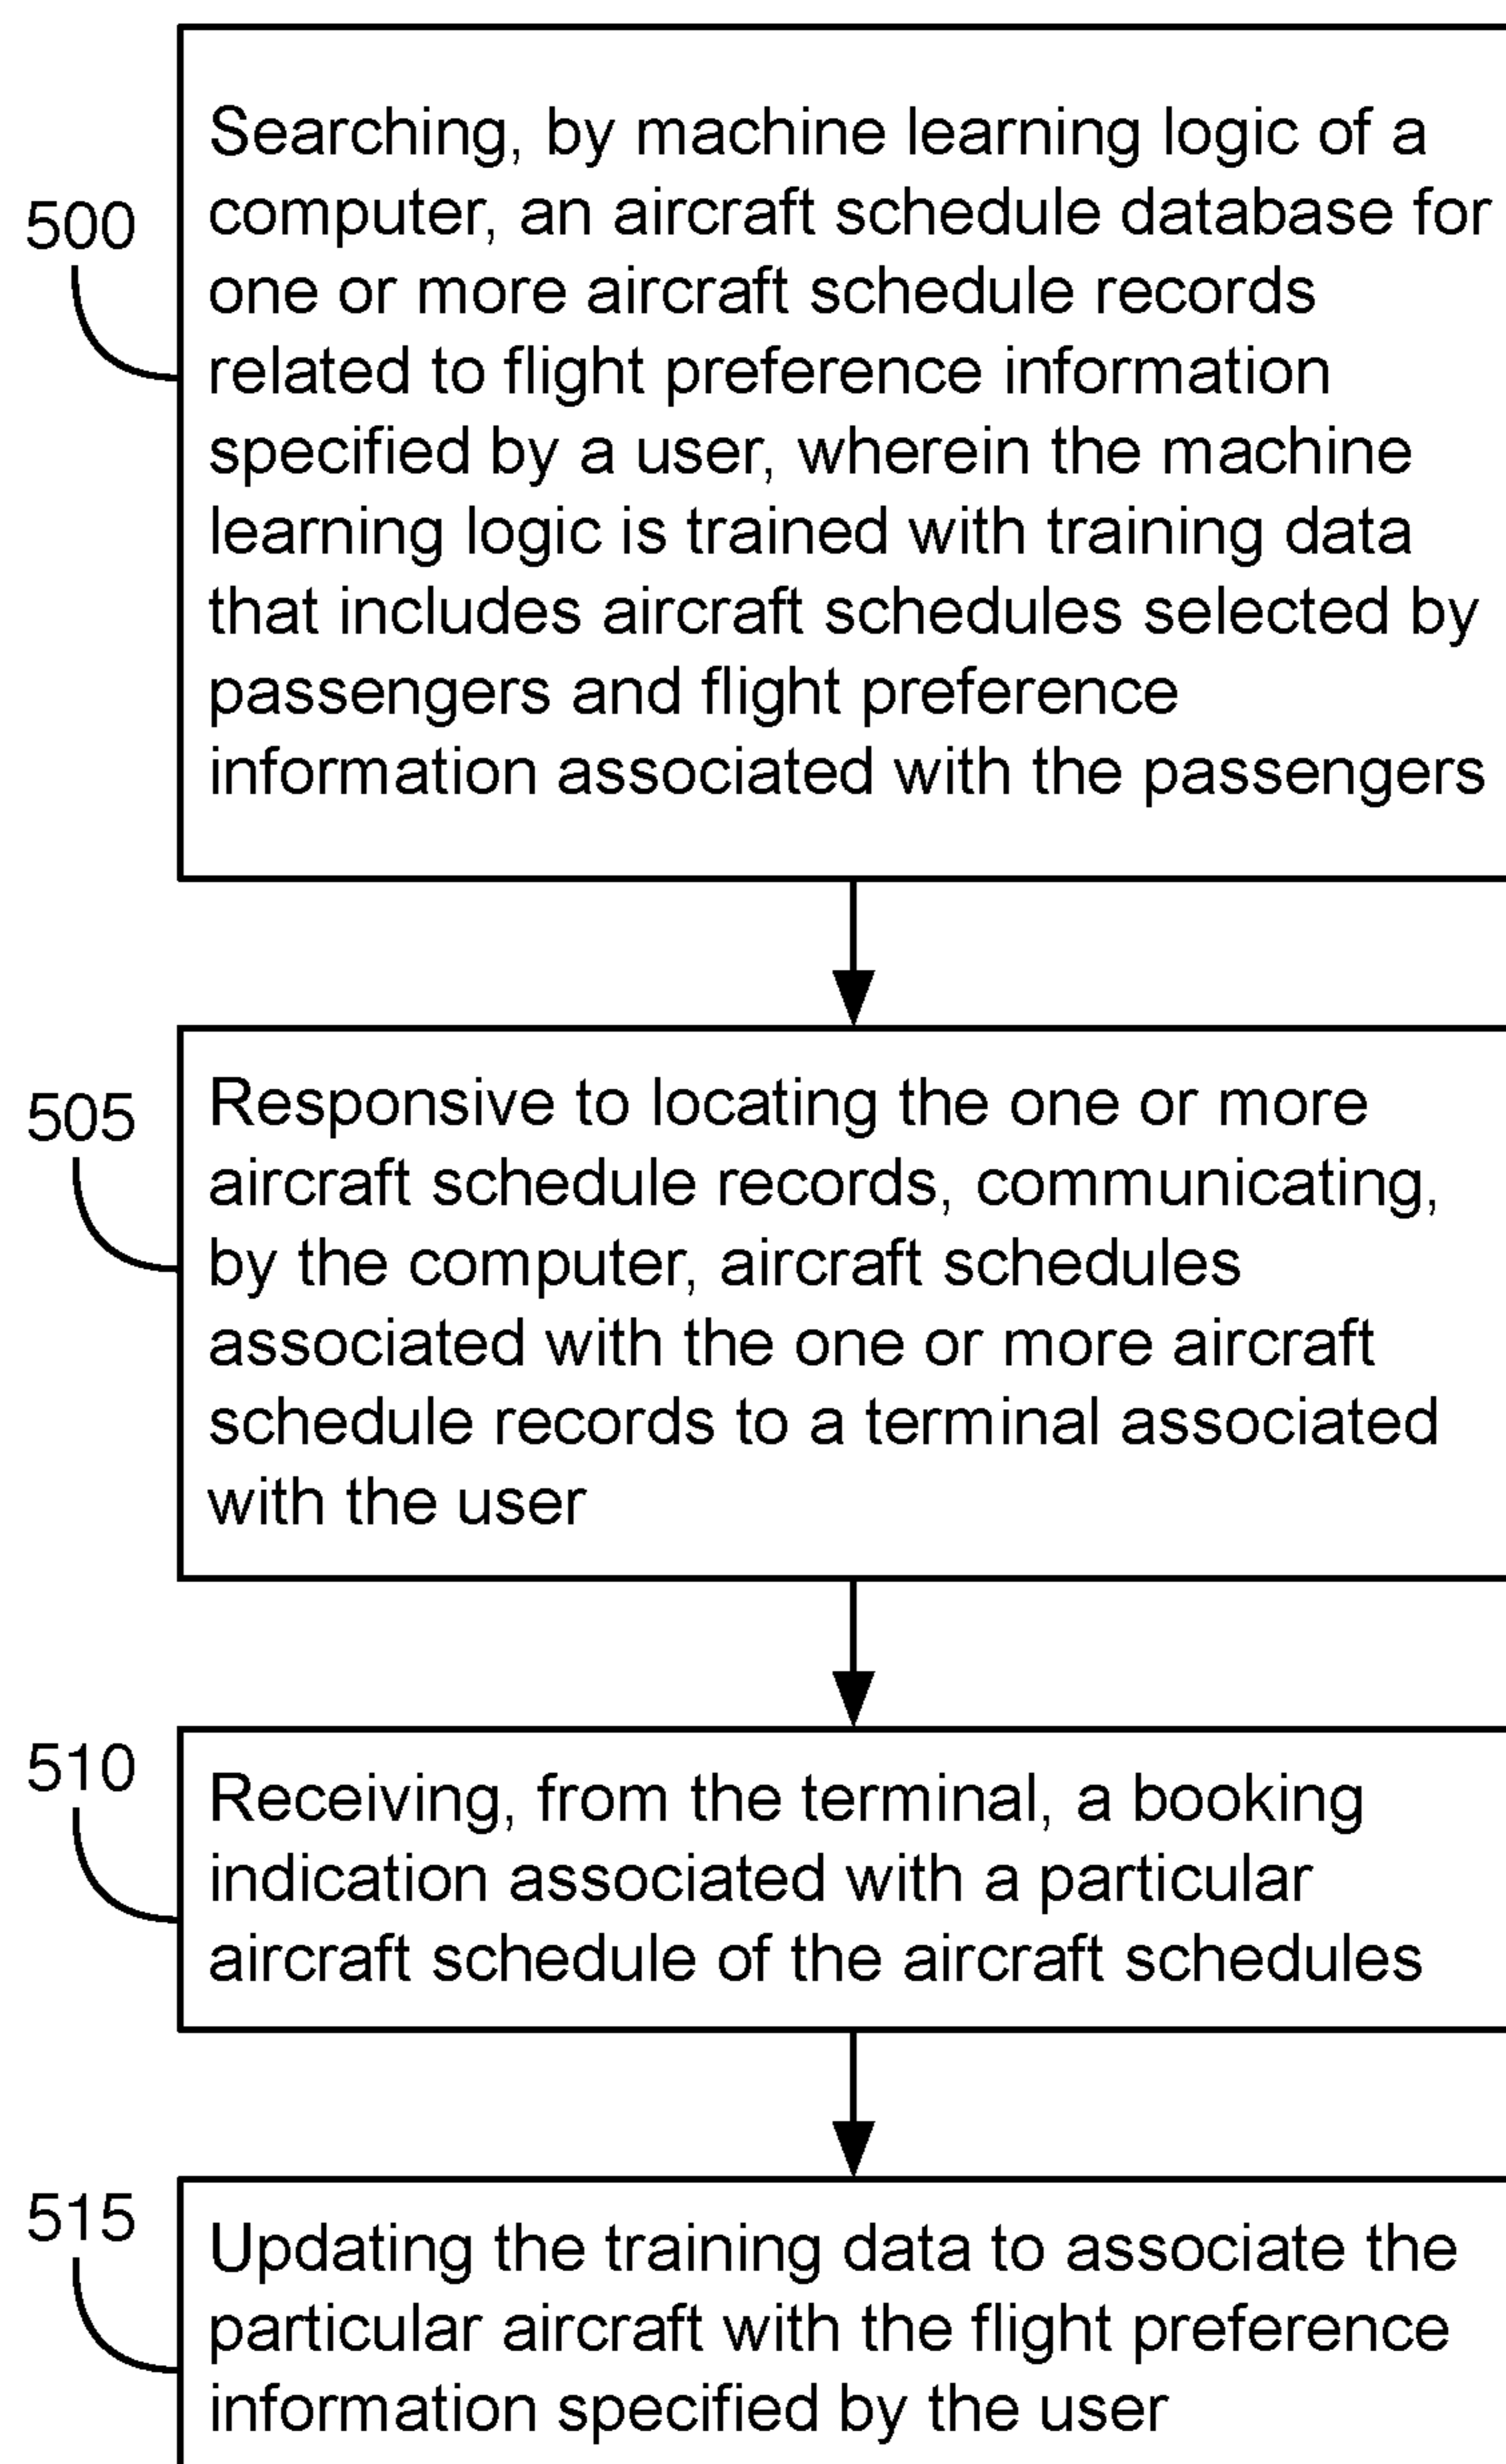 500
Searching, by machine learning logic of a
computer, an aircraft schedule database for
one or more aircraft schedule records
related to flight preference information
specified by a user, wherein the machine
learning logic is trained with training data
that includes aircraft schedules selected by
passengers and flight preference
information associated with the passengers
505
Responsive to locating the one or more
aircraft schedule records, communicating,
by the computer, aircraft schedules
associated with the one or more aircraft
schedule records to a terminal associated
with the user
510
Receiving, from the terminal, a booking
indication associated with a particular
aircraft schedule of the aircraft schedules
515
Updating the training data to associate the
particular aircraft with the flight preference
information specified by the user